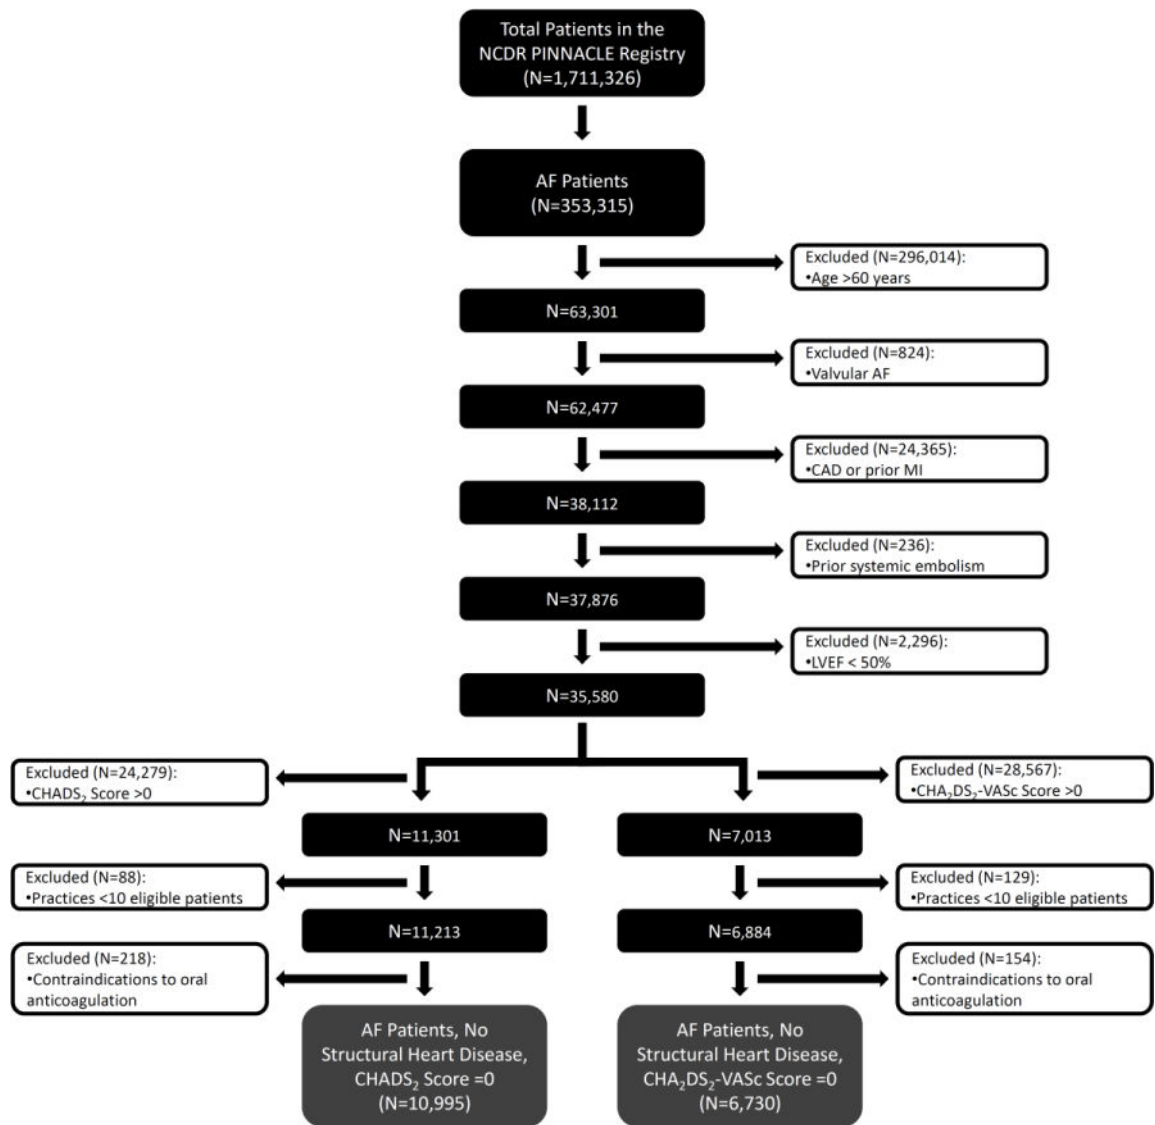 Total Patients in the
NCDR PINNACLE Registry
(N=1,711,326)
AF Patients
(N=353,315)
Excluded (N=296,014):
•Age >60 years
N=63,301
Excluded (N=824):
•Valvular AF
N=62,477
Excluded (N=24,365):
•CAD or prior MI
N=38,112
Excluded (N=236):
•Prior systemic embolism
N=37,876
Excluded (N=2,296):
•LVEF < 50%
N=35,580
Excluded (N=24,279):
•CHADS₂ Score >0
Excluded (N=28,567):
•CHA₂DS₂-VASc Score >0
N=11,301
N=7,013
Excluded (N=88):
•Practices <10 eligible patients
Excluded (N=129):
•Practices <10 eligible patients
N=11,213
N=6,884
Excluded (N=218):
•Contraindications to oral
anticoagulation
Excluded (N=154):
•Contraindications to oral
anticoagulation
AF Patients, No
Structural Heart Disease,
CHADS₂ Score =0
(N=10,995)
AF Patients, No
Structural Heart Disease,
CHA₂DS₂-VASc Score =0
(N=6,730)